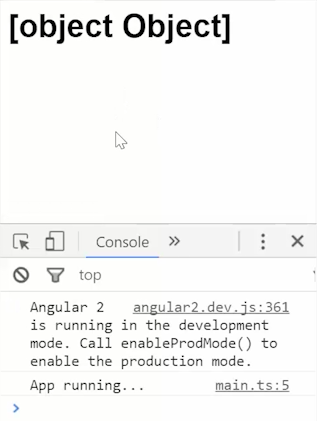 [object Object]
Console
top
Angular 2 angular2.dev.js:361
is running in the development
mode. Call enableProdMode() to
enable the production mode.
App running... main.ts:5